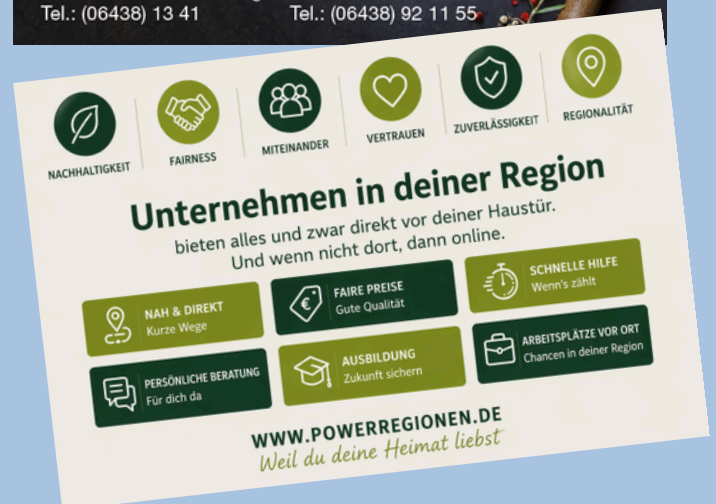 Tel.: (06438) 13 41
Tel.: (06438) 92 11 55
NACHHALTIGKEIT
FAIRNESS
MITEINANDER
VERTRAUEN
ZUVERLÄSSIGKEIT
REGIONALITÄT
Unternehmen in deiner Region
bieten alles und zwar direkt vor deiner Haustür.
Und wenn nicht dort, dann online.
NAH & DIREKT
Kurze Wege
FAIRE PREISE
Gute Qualität
SCHNELLE HILFE
Wenn's zählt
PERSÖNLICHE BERATUNG
Für dich da
AUSBILDUNG
Zukunft sichern
ARBEITSPLÄTZE VOR ORT
Chancen in deiner Region
WWW.POWERREGIONEN.DE
Weil du deine Heimat liebst